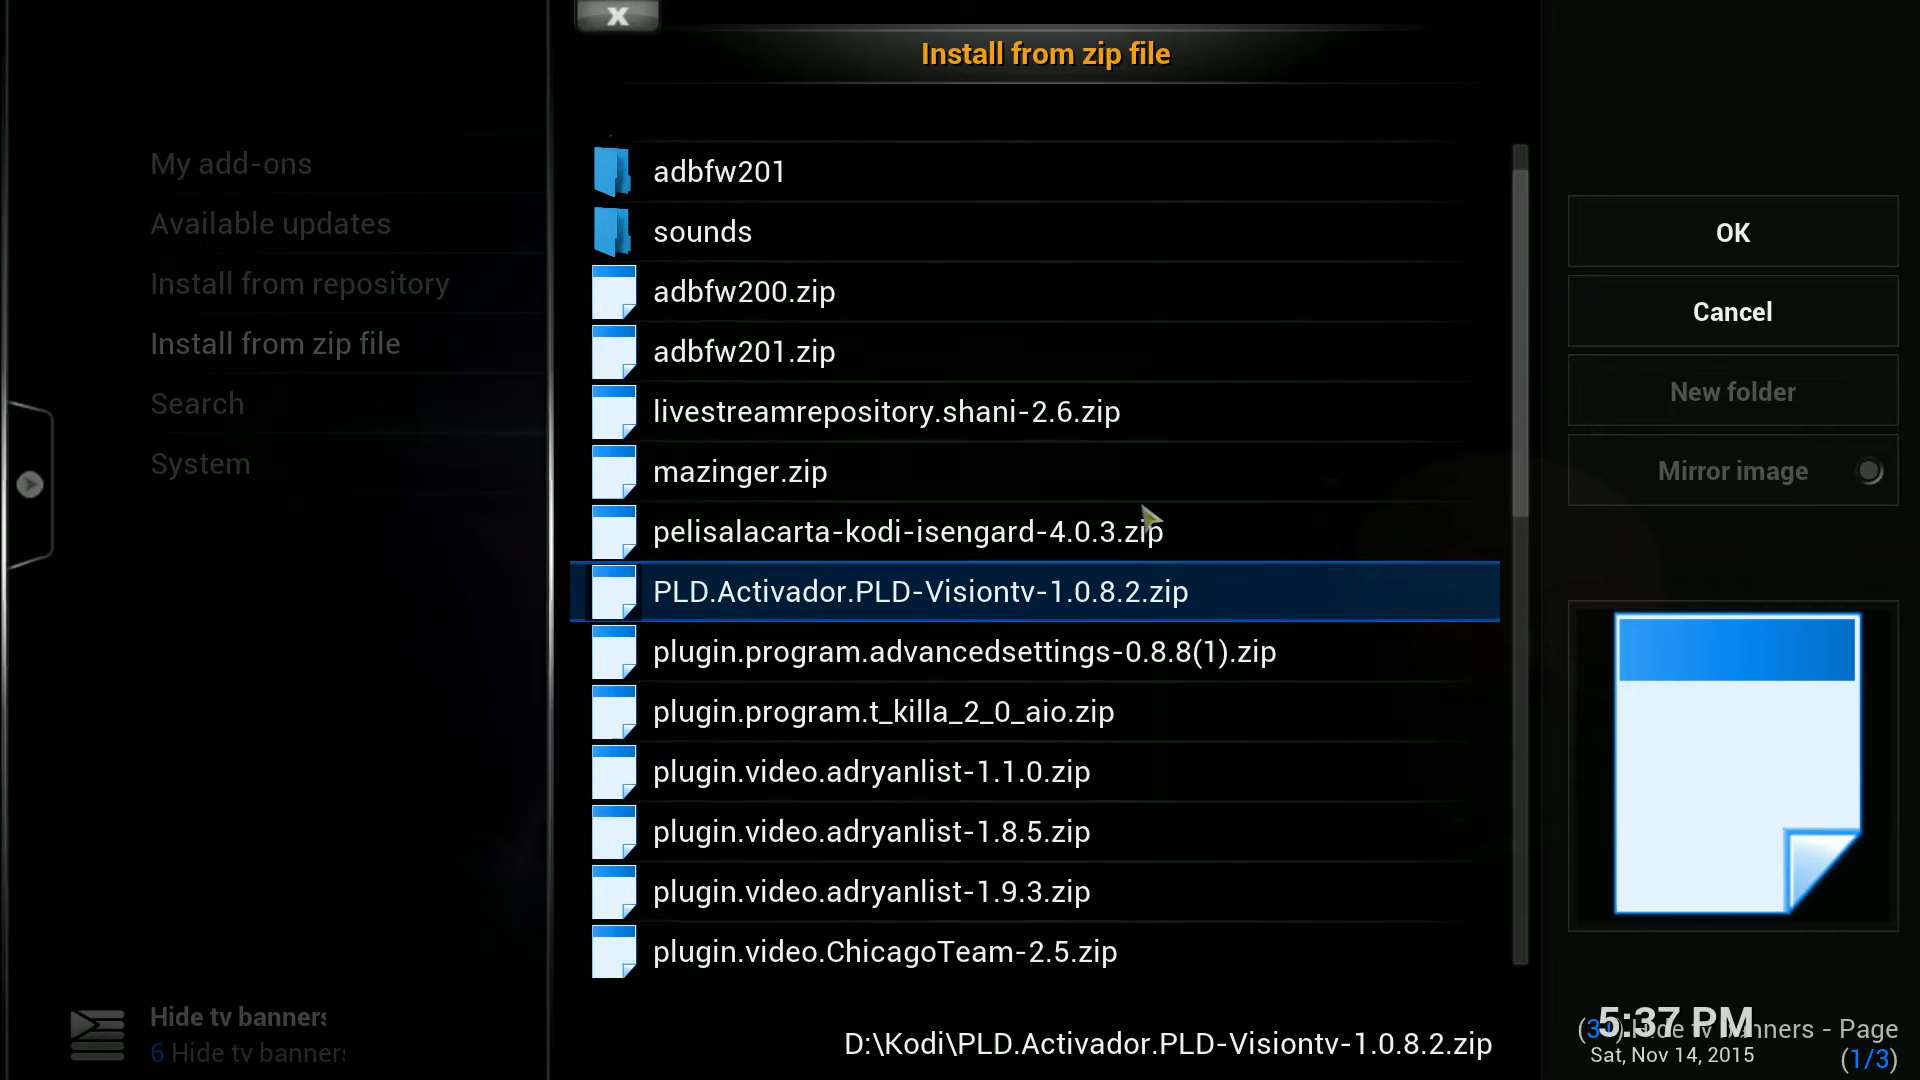 X
Install from zip file
My add-ons
Available updates
Install from repository
Install from zip file
Search
System
adbfw201
sounds
adbfw200.zip
adbfw201.zip
livestreamrepository.shani-2.6.zip
mazinger.zip
pelisalacarta-kodi-isengard-4.0.3.zip
PLD.Activador.PLD-Visiontv-1.0.8.2.zip
plugin.program.advancedsettings-0.8.8(1).zip
plugin.program.t_killa_2_0_aio.zip
plugin.video.adryanlist-1.1.0.zip
plugin.video.adryanlist-1.8.5.zip
plugin.video.adryanlist-1.9.3.zip
plugin.video.ChicagoTeam-2.5.zip
OK
Cancel
New folder
Mirror image
Hide tv banners
6 Hide tv banners
D:\Kodi\PLD.Activador.PLD-Visiontv-1.0.8.2.zip
5:37 PM
Sat, Nov 14, 2015
Hide tv banners - Page
(1/3)